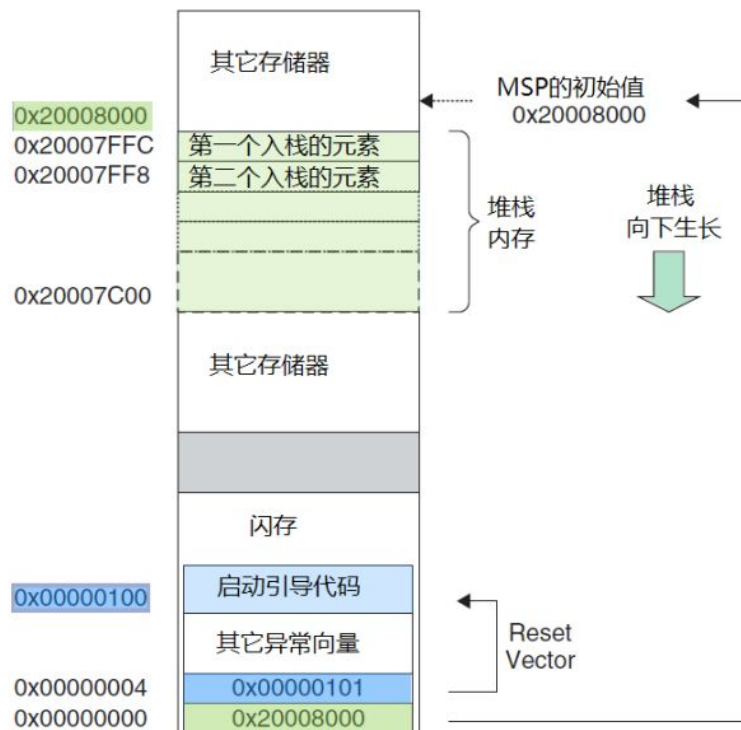 其它存储器
MSP的初始值
0x20008000
0x20008000
0x20007FFC
第一个入栈的元素
0x20007FF8
第二个入栈的元素
堆栈
内存
堆栈
向下生长
0x20007C00
其它存储器
闪存
0x00000100
启动引导代码
其它异常向量
Reset
Vector
0x00000004
0x00000101
0x00000000
0x20008000